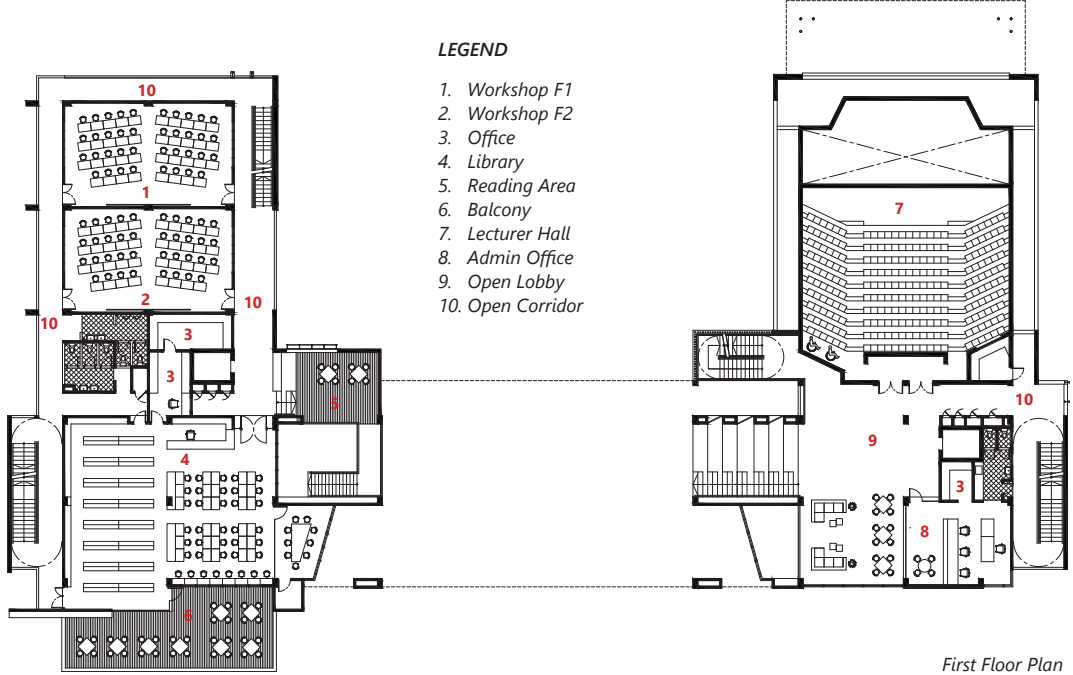 LEGEND
1. Workshop F1
2. Workshop F2
3. Office
4. Library
5. Reading Area
6. Balcony
7. Lecturer Hall
8. Admin Office
9. Open Lobby
10. Open Corridor
10
1
2
10
10
3
3
5
4
6
7
10
9
3
8
First Floor Plan